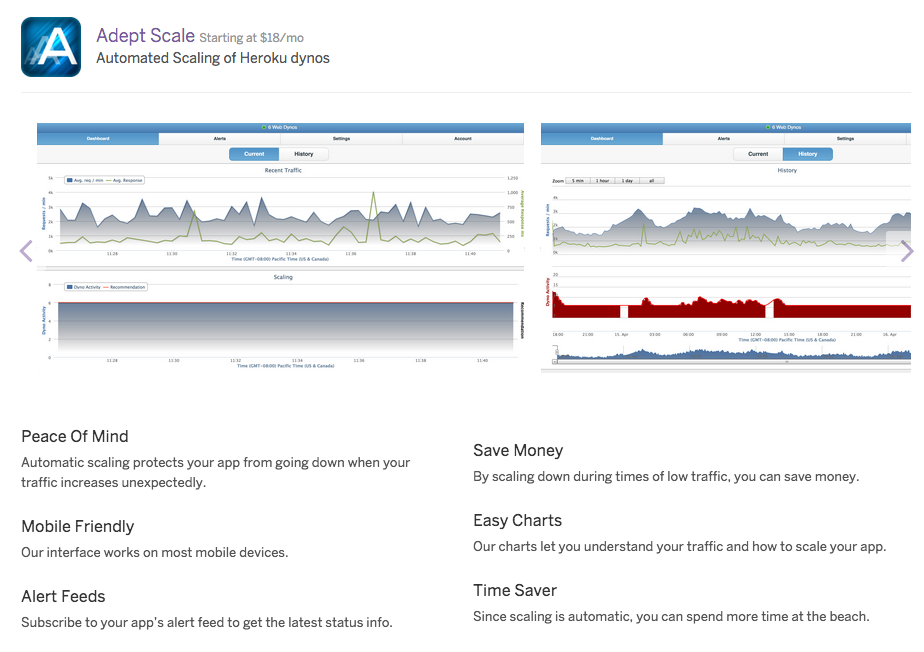 Adept Scale Starting at $18/mo
Automated Scaling of Heroku dynos
6 Web Dynos
Dashboard Alerts Settings Account
Current History
Recent Traffic
Avg. req / min Avg. Response
Requests / min
5k
4k
3k
2k
1k
0k
1,250
1,000
750
500
250
0
Average response ms
11:28 11:30 11:32 11:34 11:36 11:38 11:40
Time (GMT-08:00) Pacific Time (US & Canada)
Scaling
Dyno Activity Recommendation
Dyno Activity
8
6
4
2
0
Recommendation
11:28 11:30 11:32 11:34 11:36 11:38 11:40
Time (GMT-08:00) Pacific Time (US & Canada)
6 Web Dynos
Dashboard Alerts Settings
Current History
History
Zoom 5 min 1 hour 1 day all
Requests / min
4k
3k
2k
1k
0k
Dyno Activity
20
15
18:00 21:00 15. Apr 03:00 06:00 09:00 12:00 15:00 18:00 21:00 16. Apr
Time (GMT-08:00) Pacific Time (US & Canada)
Peace Of Mind
Automatic scaling protects your app from going down when your
traffic increases unexpectedly.
Mobile Friendly
Our interface works on most mobile devices.
Alert Feeds
Subscribe to your app's alert feed to get the latest status info.
Save Money
By scaling down during times of low traffic, you can save money.
Easy Charts
Our charts let you understand your traffic and how to scale your app.
Time Saver
Since scaling is automatic, you can spend more time at the beach.